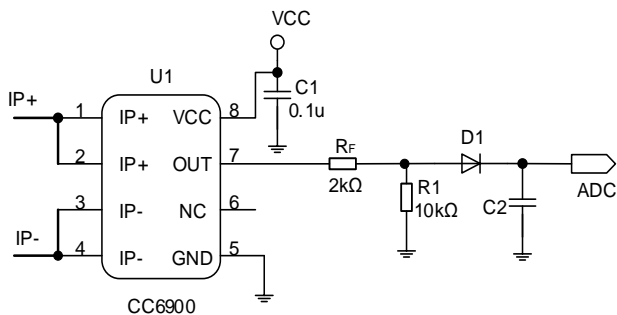 VCC
U1
C1
0.1u
IP+
1 IP+ VCC 8
2 IP+ OUT 7
RF
2kΩ
D1
R1
10kΩ
C2
ADC
3 IP- NC 6
IP-
4 IP- GND 5
CC6900